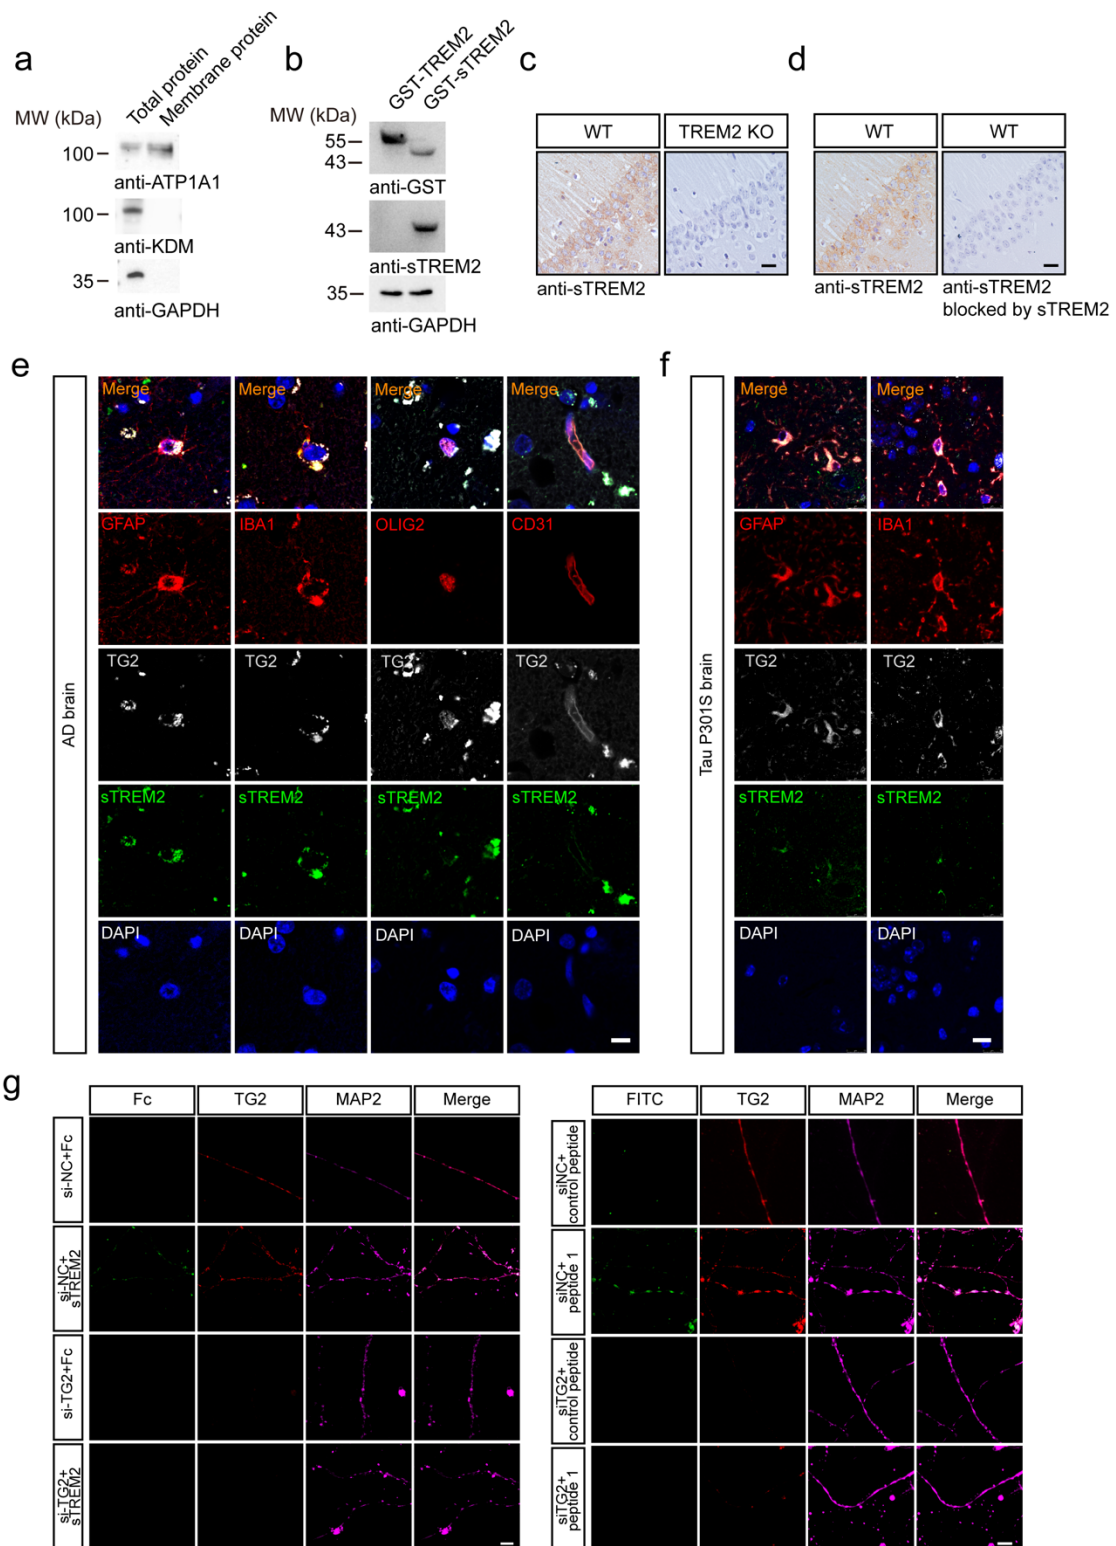 a
Total protein
Membrane protein
MW (kDa)
100
anti-ATP1A1
100
anti-KDM
35
anti-GAPDH
b
GST-TREM2
GST-sTREM2
MW (kDa)
55
43
anti-GST
43
anti-sTREM2
35
anti-GAPDH
c
WT
TREM2 KO
anti-sTREM2
d
WT
WT
anti-sTREM2
anti-sTREM2
blocked by sTREM2
e
AD brain
Merge
Merge
Merge
Merge
GFAP
IBA1
OLIG2
CD31
TG2
TG2
TG2
TG2
sTREM2
sTREM2
sTREM2
sTREM2
DAPI
DAPI
DAPI
DAPI
f
Tau P301S brain
Merge
Merge
GFAP
IBA1
TG2
TG2
sTREM2
sTREM2
DAPI
DAPI
g
Fc
TG2
MAP2
Merge
si-NC+Fc
si-NC+
sTREM2
si-TG2+Fc
si-TG2+
sTREM2
FITC
TG2
MAP2
Merge
siNC+
control peptide
siNC+
peptide 1
siTG2+
control peptide
siTG2+
peptide 1